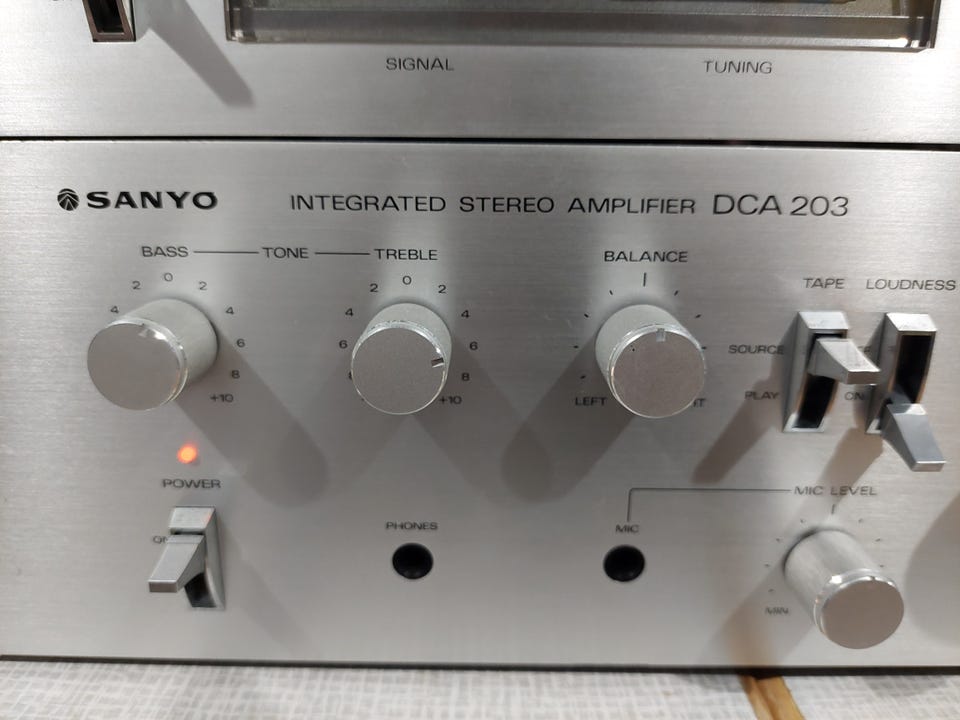 SIGNAL TUNING
SANYO INTEGRATED STEREO AMPLIFIER DCA 203
BASS TONE TREBLE BALANCE
TAPE LOUDNESS
2 0 2 2 0 2
4 4 4 4
6 6 6
SOURCE
8 8
+10 +10
LEFT
PLAY ON
POWER
MIC LEVEL
PHONES MIC
ON
MIN